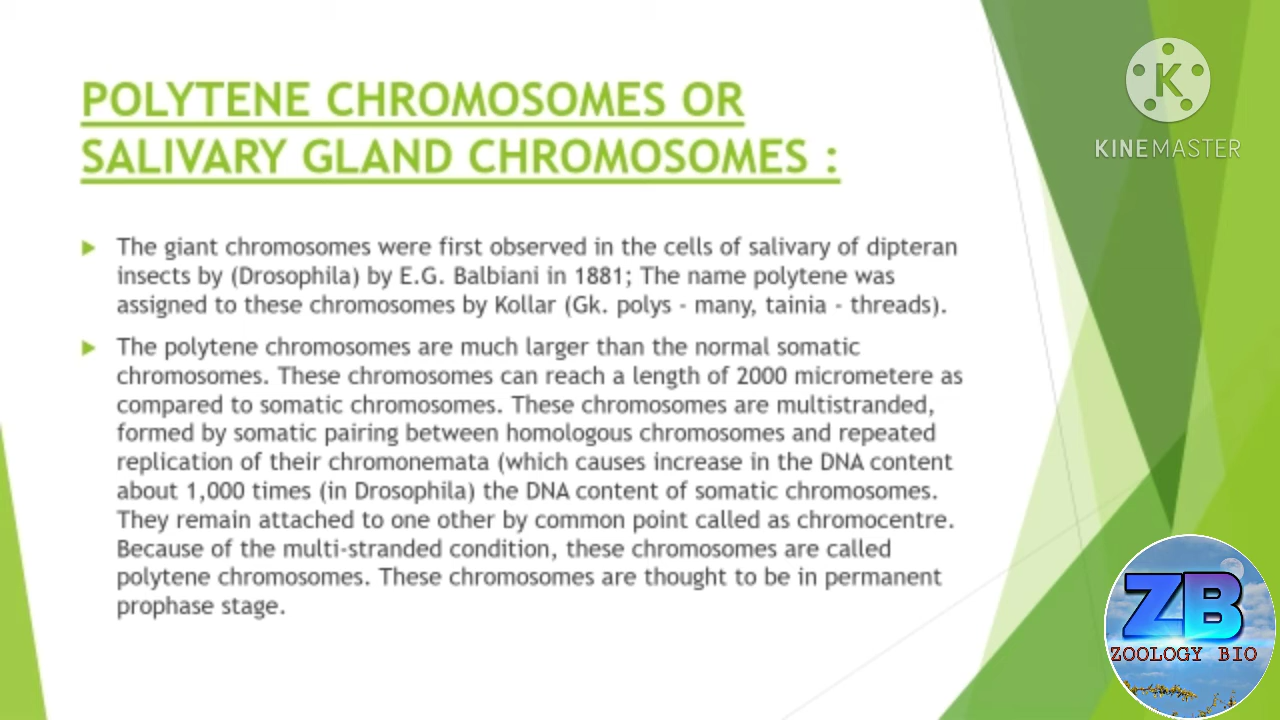 POLYTENE CHROMOSOMES OR
SALIVARY GLAND CHROMOSOMES :
The giant chromosomes were first observed in the cells of salivary of dipteran
insects by (Drosophila) by E.G. Balbiani in 1881; The name polytene was
assigned to these chromosomes by Kollar (Gk. polys - many, tainia - threads).
The polytene chromosomes are much larger than the normal somatic
chromosomes. These chromosomes can reach a length of 2000 micrometere as
compared to somatic chromosomes. These chromosomes are multistranded,
formed by somatic pairing between homologous chromosomes and repeated
replication of their chromonemata (which causes increase in the DNA content
about 1,000 times (in Drosophila) the DNA content of somatic chromosomes.
They remain attached to one other by common point called as chromocentre.
Because of the multi-stranded condition, these chromosomes are called
polytene chromosomes. These chromosomes are thought to be in permanent
prophase stage.
K
KINEMASTER
ZB
ZOOLOGY BIO